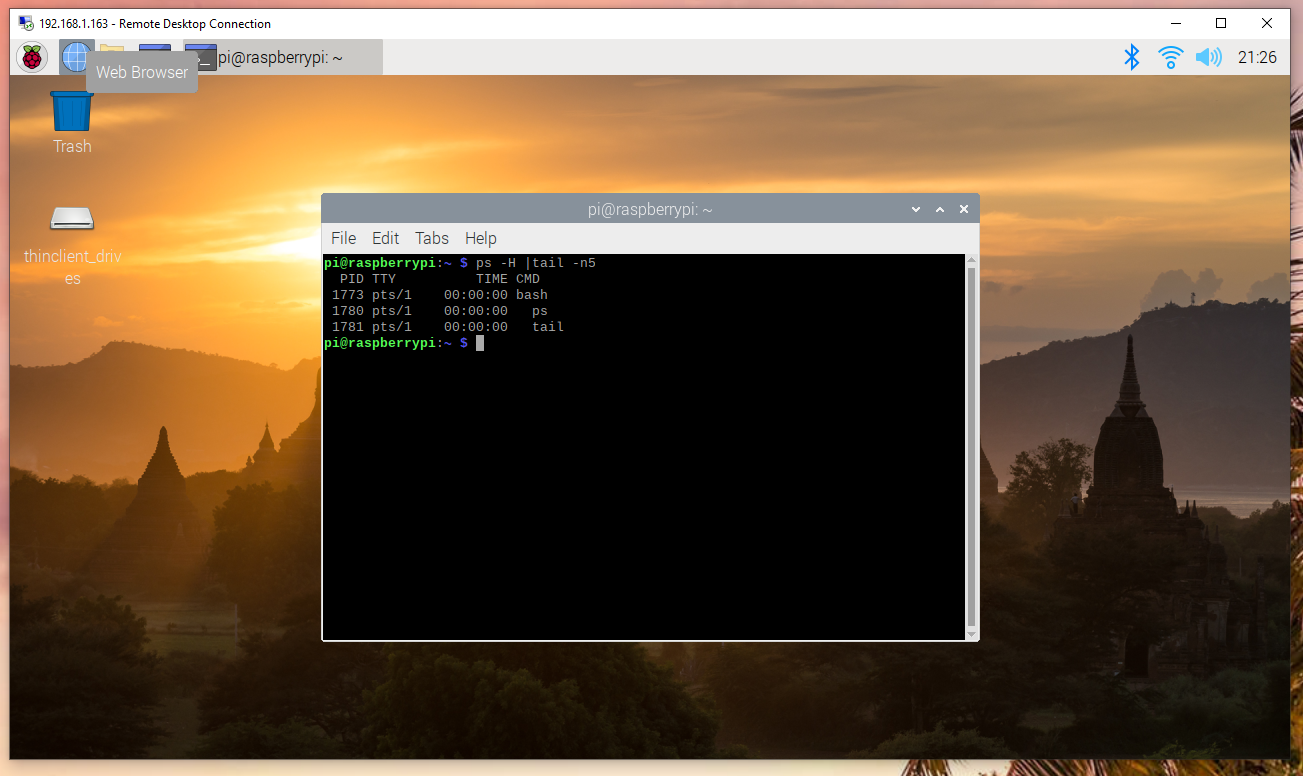 192.168.1.163 - Remote Desktop Connection
pi@raspberrypi: ~
21:26
Web Browser
Trash
thinclient_driv
es
pi@raspberrypi: ~
File Edit Tabs Help
pi@raspberrypi:~ $ ps -H |tail -n5
  PID TTY          TIME CMD
 1773 pts/1    00:00:00 bash
 1780 pts/1    00:00:00   ps
 1781 pts/1    00:00:00   tail
pi@raspberrypi:~ $